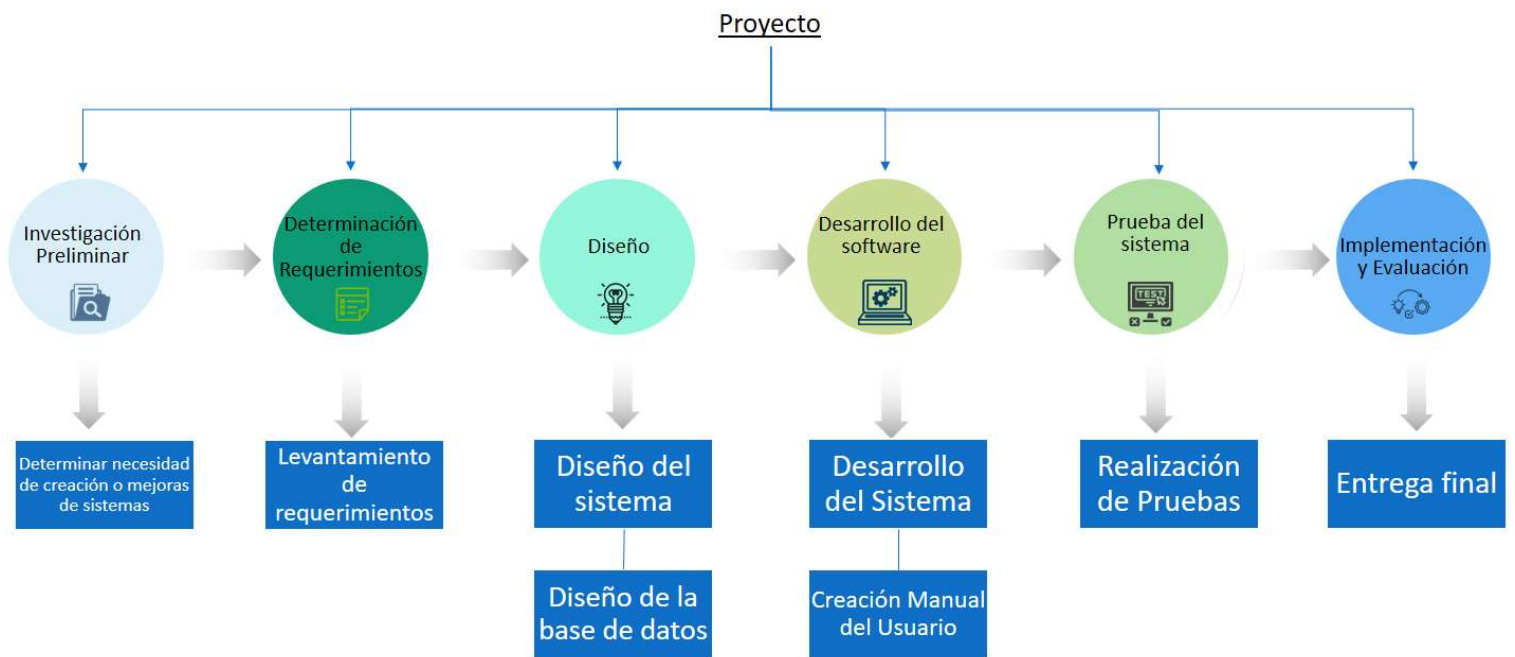 Proyecto
Investigación
Preliminar
Determinación
de
Requerimientos
Diseño
Desarrollo del
software
Prueba del
sistema
TEST
Implementación
y Evaluación
Determinar necesidad
de creación o mejoras
de sistemas
Levantamiento
de
requerimientos
Diseño del
sistema
Desarrollo
del Sistema
Realización
de Pruebas
Entrega final
Diseño de la
base de datos
Creación Manual
del Usuario